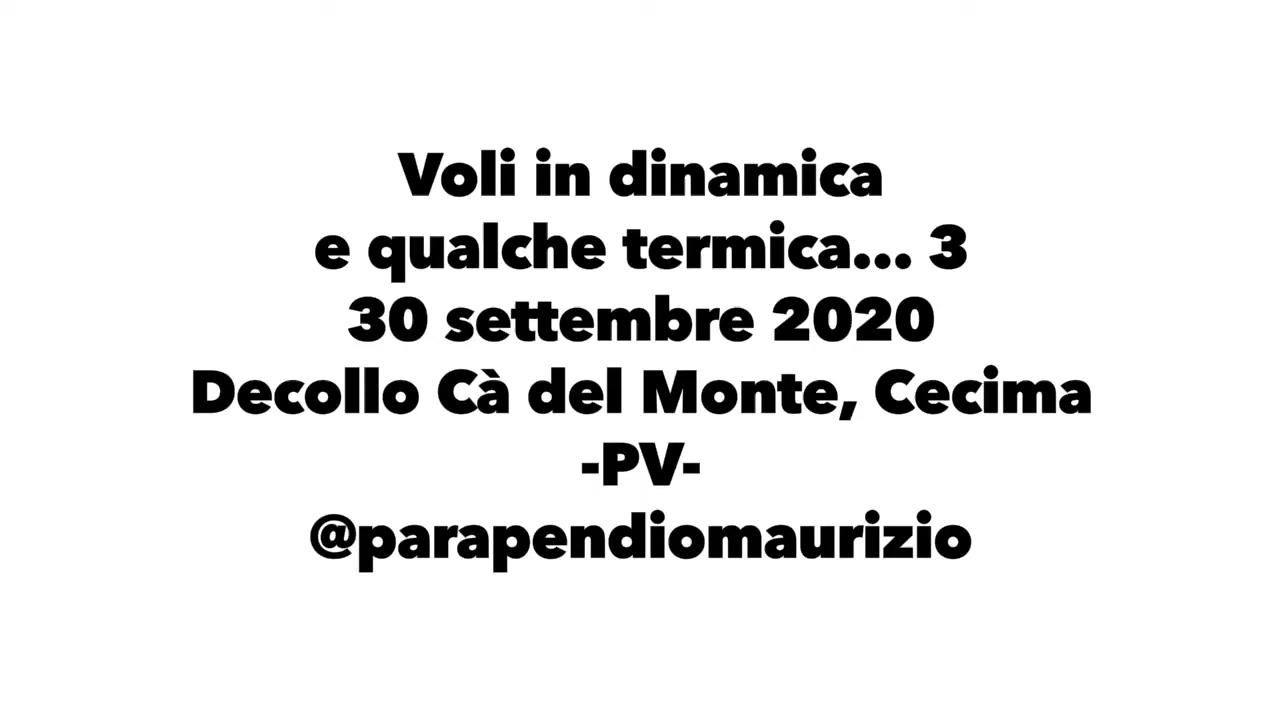 Voli in dinamica
e qualche termica... 3
30 settembre 2020
Decollo Cà del Monte, Cecima
-PV-
@parapendiomaurizio